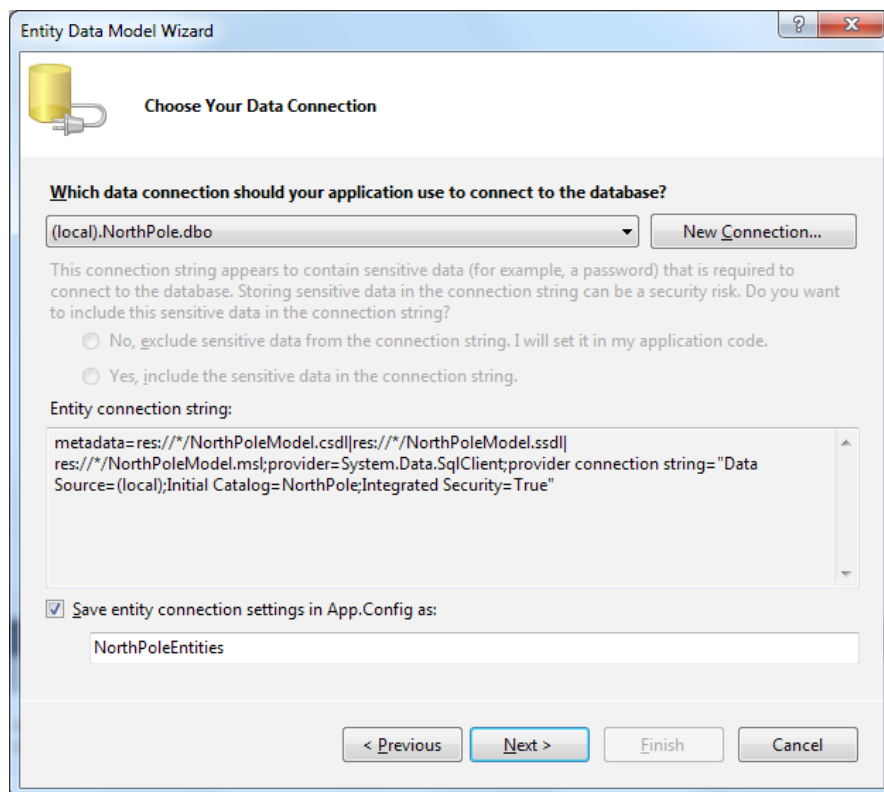 Entity Data Model Wizard
Choose Your Data Connection
Which data connection should your application use to connect to the database?
(local).NorthPole.dbo
New Connection...
This connection string appears to contain sensitive data (for example, a password) that is required to
connect to the database. Storing sensitive data in the connection string can be a security risk. Do you want
to include this sensitive data in the connection string?
No, exclude sensitive data from the connection string. I will set it in my application code.
Yes, include the sensitive data in the connection string.
Entity connection string:
metadata=res://*/NorthPoleModel.csdl|res://*/NorthPoleModel.ssdl|
res://*/NorthPoleModel.msl;provider=System.Data.SqlClient;provider connection string="Data
Source=(local);Initial Catalog=NorthPole;Integrated Security=True"
Save entity connection settings in App.Config as:
NorthPoleEntities
< Previous
Next >
Finish
Cancel